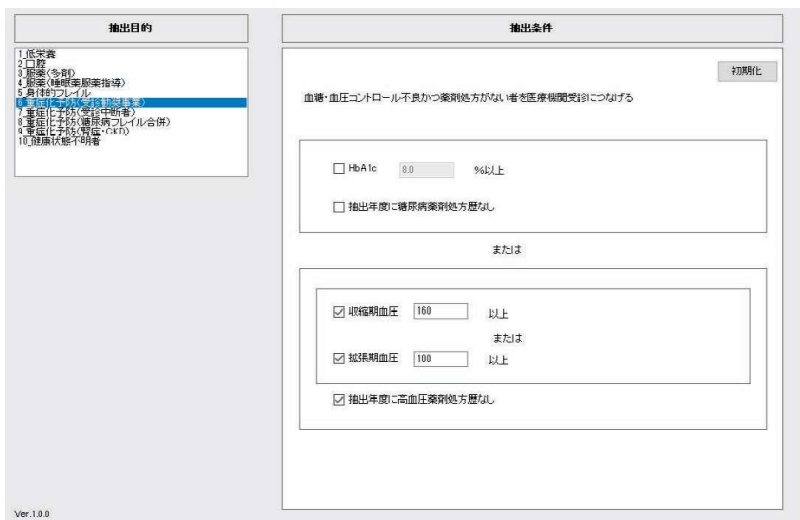 抽出目的
抽出条件
1_低栄養
2_口腔
3_服薬(多剤)
4_服薬(睡眠薬服薬指導)
5_身体的フレイル
6_重症化予防(受診勧奨事業)
7_重症化予防(受診中断者)
8_重症化予防(糖尿病フレイル合併)
9_重症化予防(腎症・CKD)
10_健康状態不明者
初期化
血糖・血圧コントロール不良かつ薬剤処方がない者を医療機関受診につなげる
HbA1c 8.0 %以上
抽出年度に糖尿病薬剤処方歴なし
または
収縮期血圧 160 以上
または
拡張期血圧 100 以上
抽出年度に高血圧薬剤処方歴なし
Ver.1.0.0